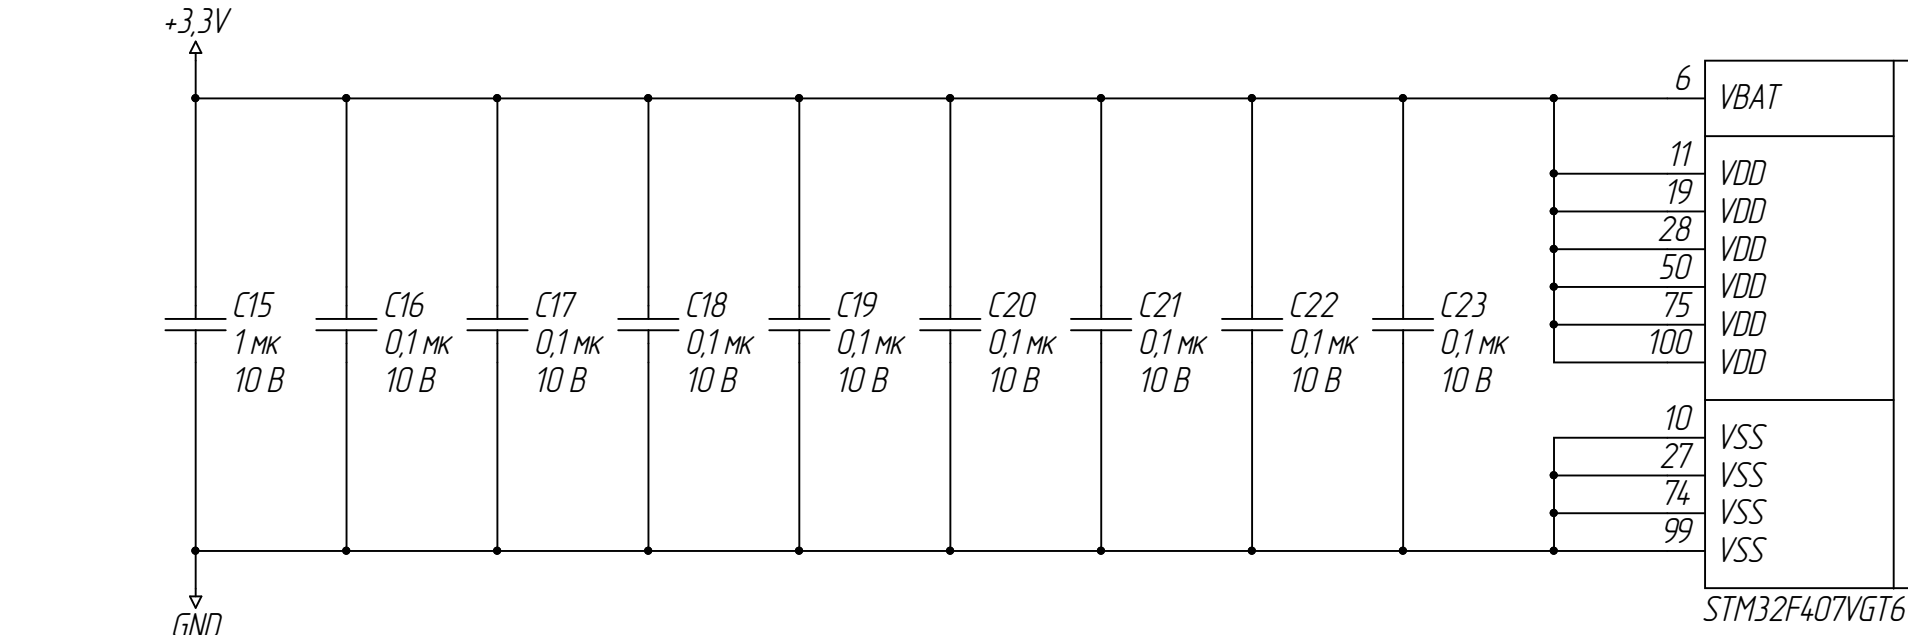 +3,3V
6
VBAT
11
VDD
19
VDD
28
VDD
50
VDD
75
VDD
100
VDD
C15
1 мк
10 В
C16
0,1 мк
10 В
C17
0,1 мк
10 В
C18
0,1 мк
10 В
C19
0,1 мк
10 В
C20
0,1 мк
10 В
C21
0,1 мк
10 В
C22
0,1 мк
10 В
C23
0,1 мк
10 В
10
VSS
27
VSS
74
VSS
99
VSS
GND
STM32F407VGT6